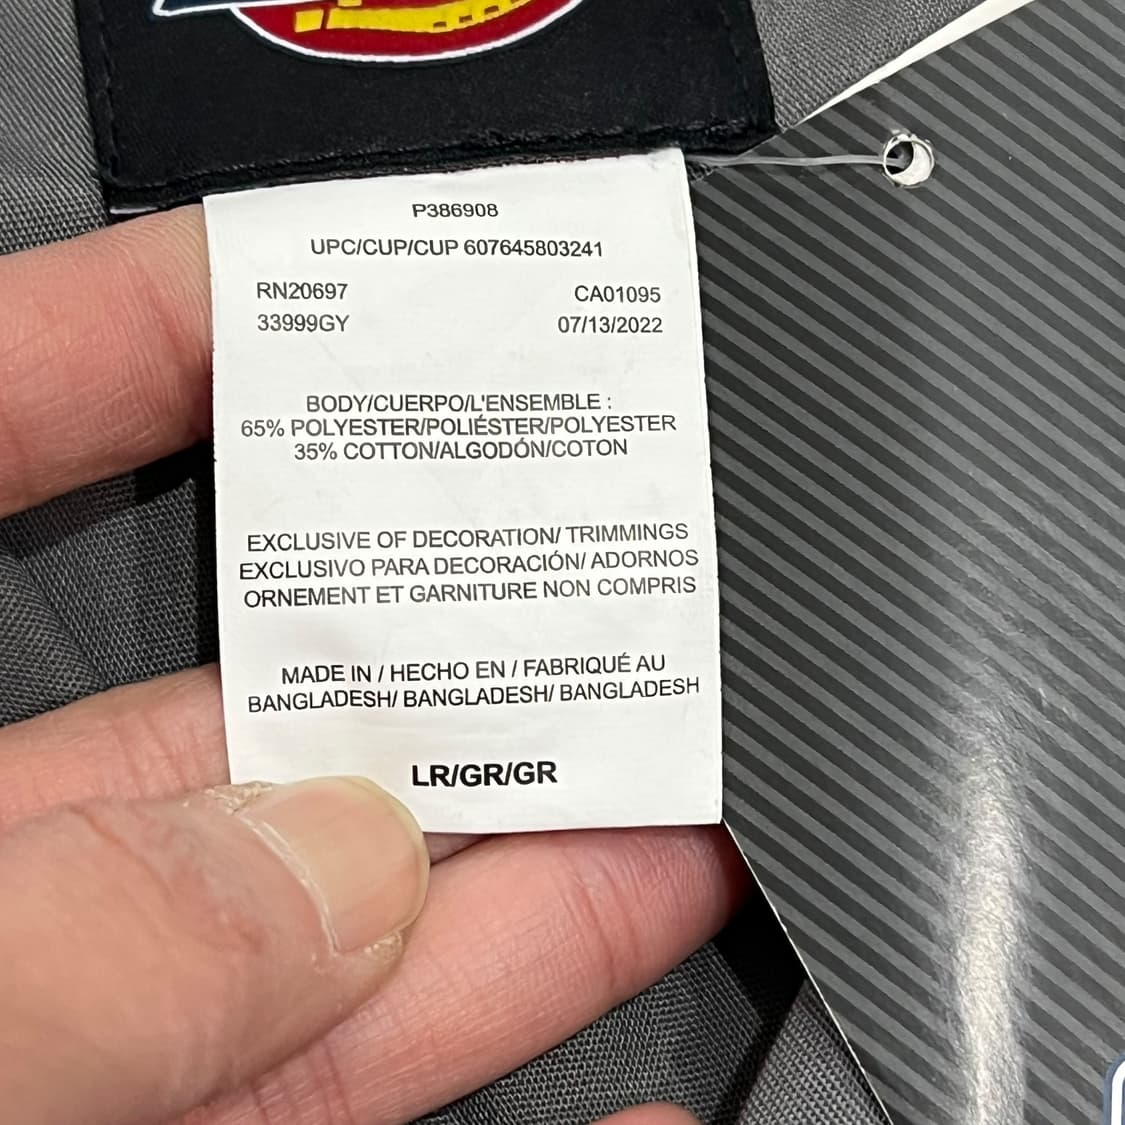 P386908
UPC/CUP/CUP 607645803241
RN20697 CA01095
33999GY 07/13/2022
BODY/CUERPO/L'ENSEMBLE :
65% POLYESTER/POLIÉSTER/POLYESTER
35% COTTON/ALGODÓN/COTON
EXCLUSIVE OF DECORATION/ TRIMMINGS
EXCLUSIVO PARA DECORACIÓN/ ADORNOS
ORNEMENT ET GARNITURE NON COMPRIS
MADE IN / HECHO EN / FABRIQUÉ AU
BANGLADESH/ BANGLADESH/ BANGLADESH
LR/GR/GR